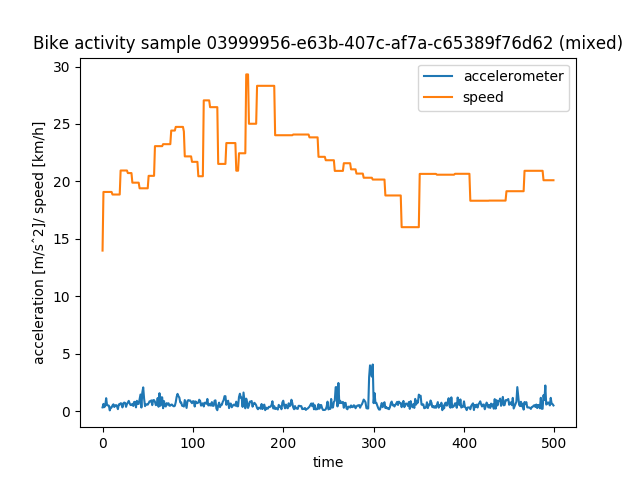 Bike activity sample 03999956-e63b-407c-af7a-c65389f76d62 (mixed)
accelerometer
speed
acceleration [m/s^2]/ speed [km/h]
30
25
20
15
10
5
0
0 100 200 300 400 500
time